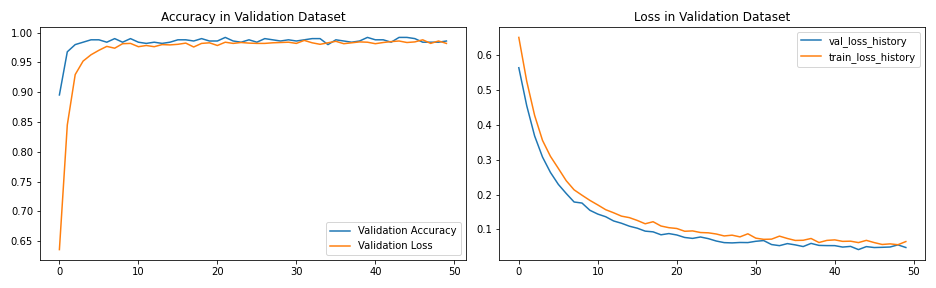 Accuracy in Validation Dataset
1.00
0.95
0.90
0.85
0.80
0.75
0.70
0.65
Validation Accuracy
Validation Loss
0 10 20 30 40 50
Loss in Validation Dataset
0.6
0.5
0.4
0.3
0.2
0.1
val_loss_history
train_loss_history
0 10 20 30 40 50